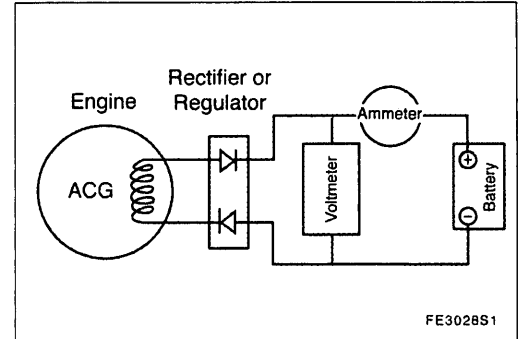 Rectifier or
Regulator
Engine
Ammeter
ACG
Voltmeter
+
−
Battery
FE3028S1